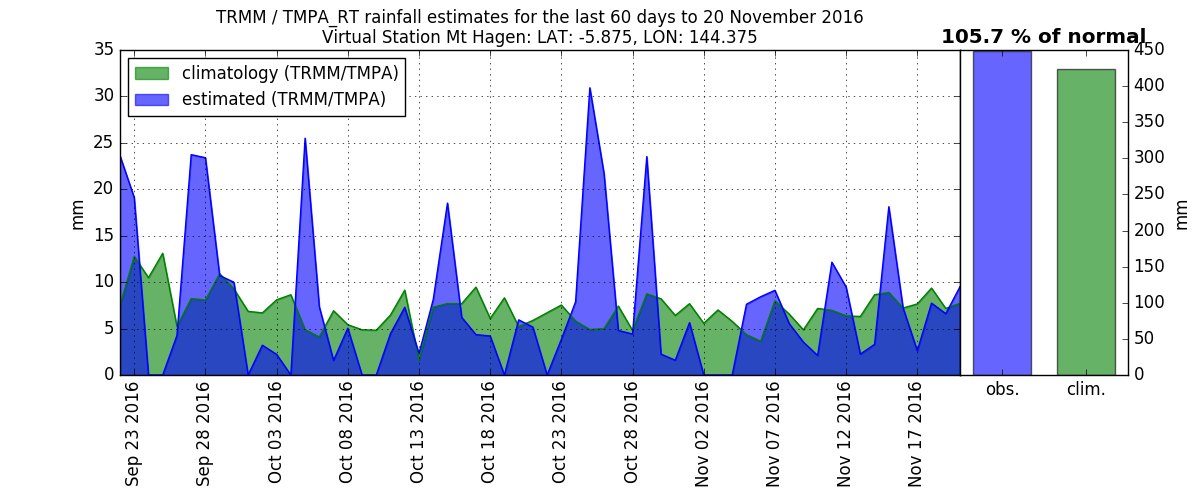 TRMM / TMPA_RT rainfall estimates for the last 60 days to 20 November 2016
Virtual Station Mt Hagen: LAT: -5.875, LON: 144.375
105.7 % of normal
climatology (TRMM/TMPA)
estimated (TRMM/TMPA)
mm
35
30
25
20
15
10
5
0
Sep 23 2016
Sep 28 2016
Oct 03 2016
Oct 08 2016
Oct 13 2016
Oct 18 2016
Oct 23 2016
Oct 28 2016
Nov 02 2016
Nov 07 2016
Nov 12 2016
Nov 17 2016
obs.
clim.
450
400
350
300
250
200
150
100
50
0
mm